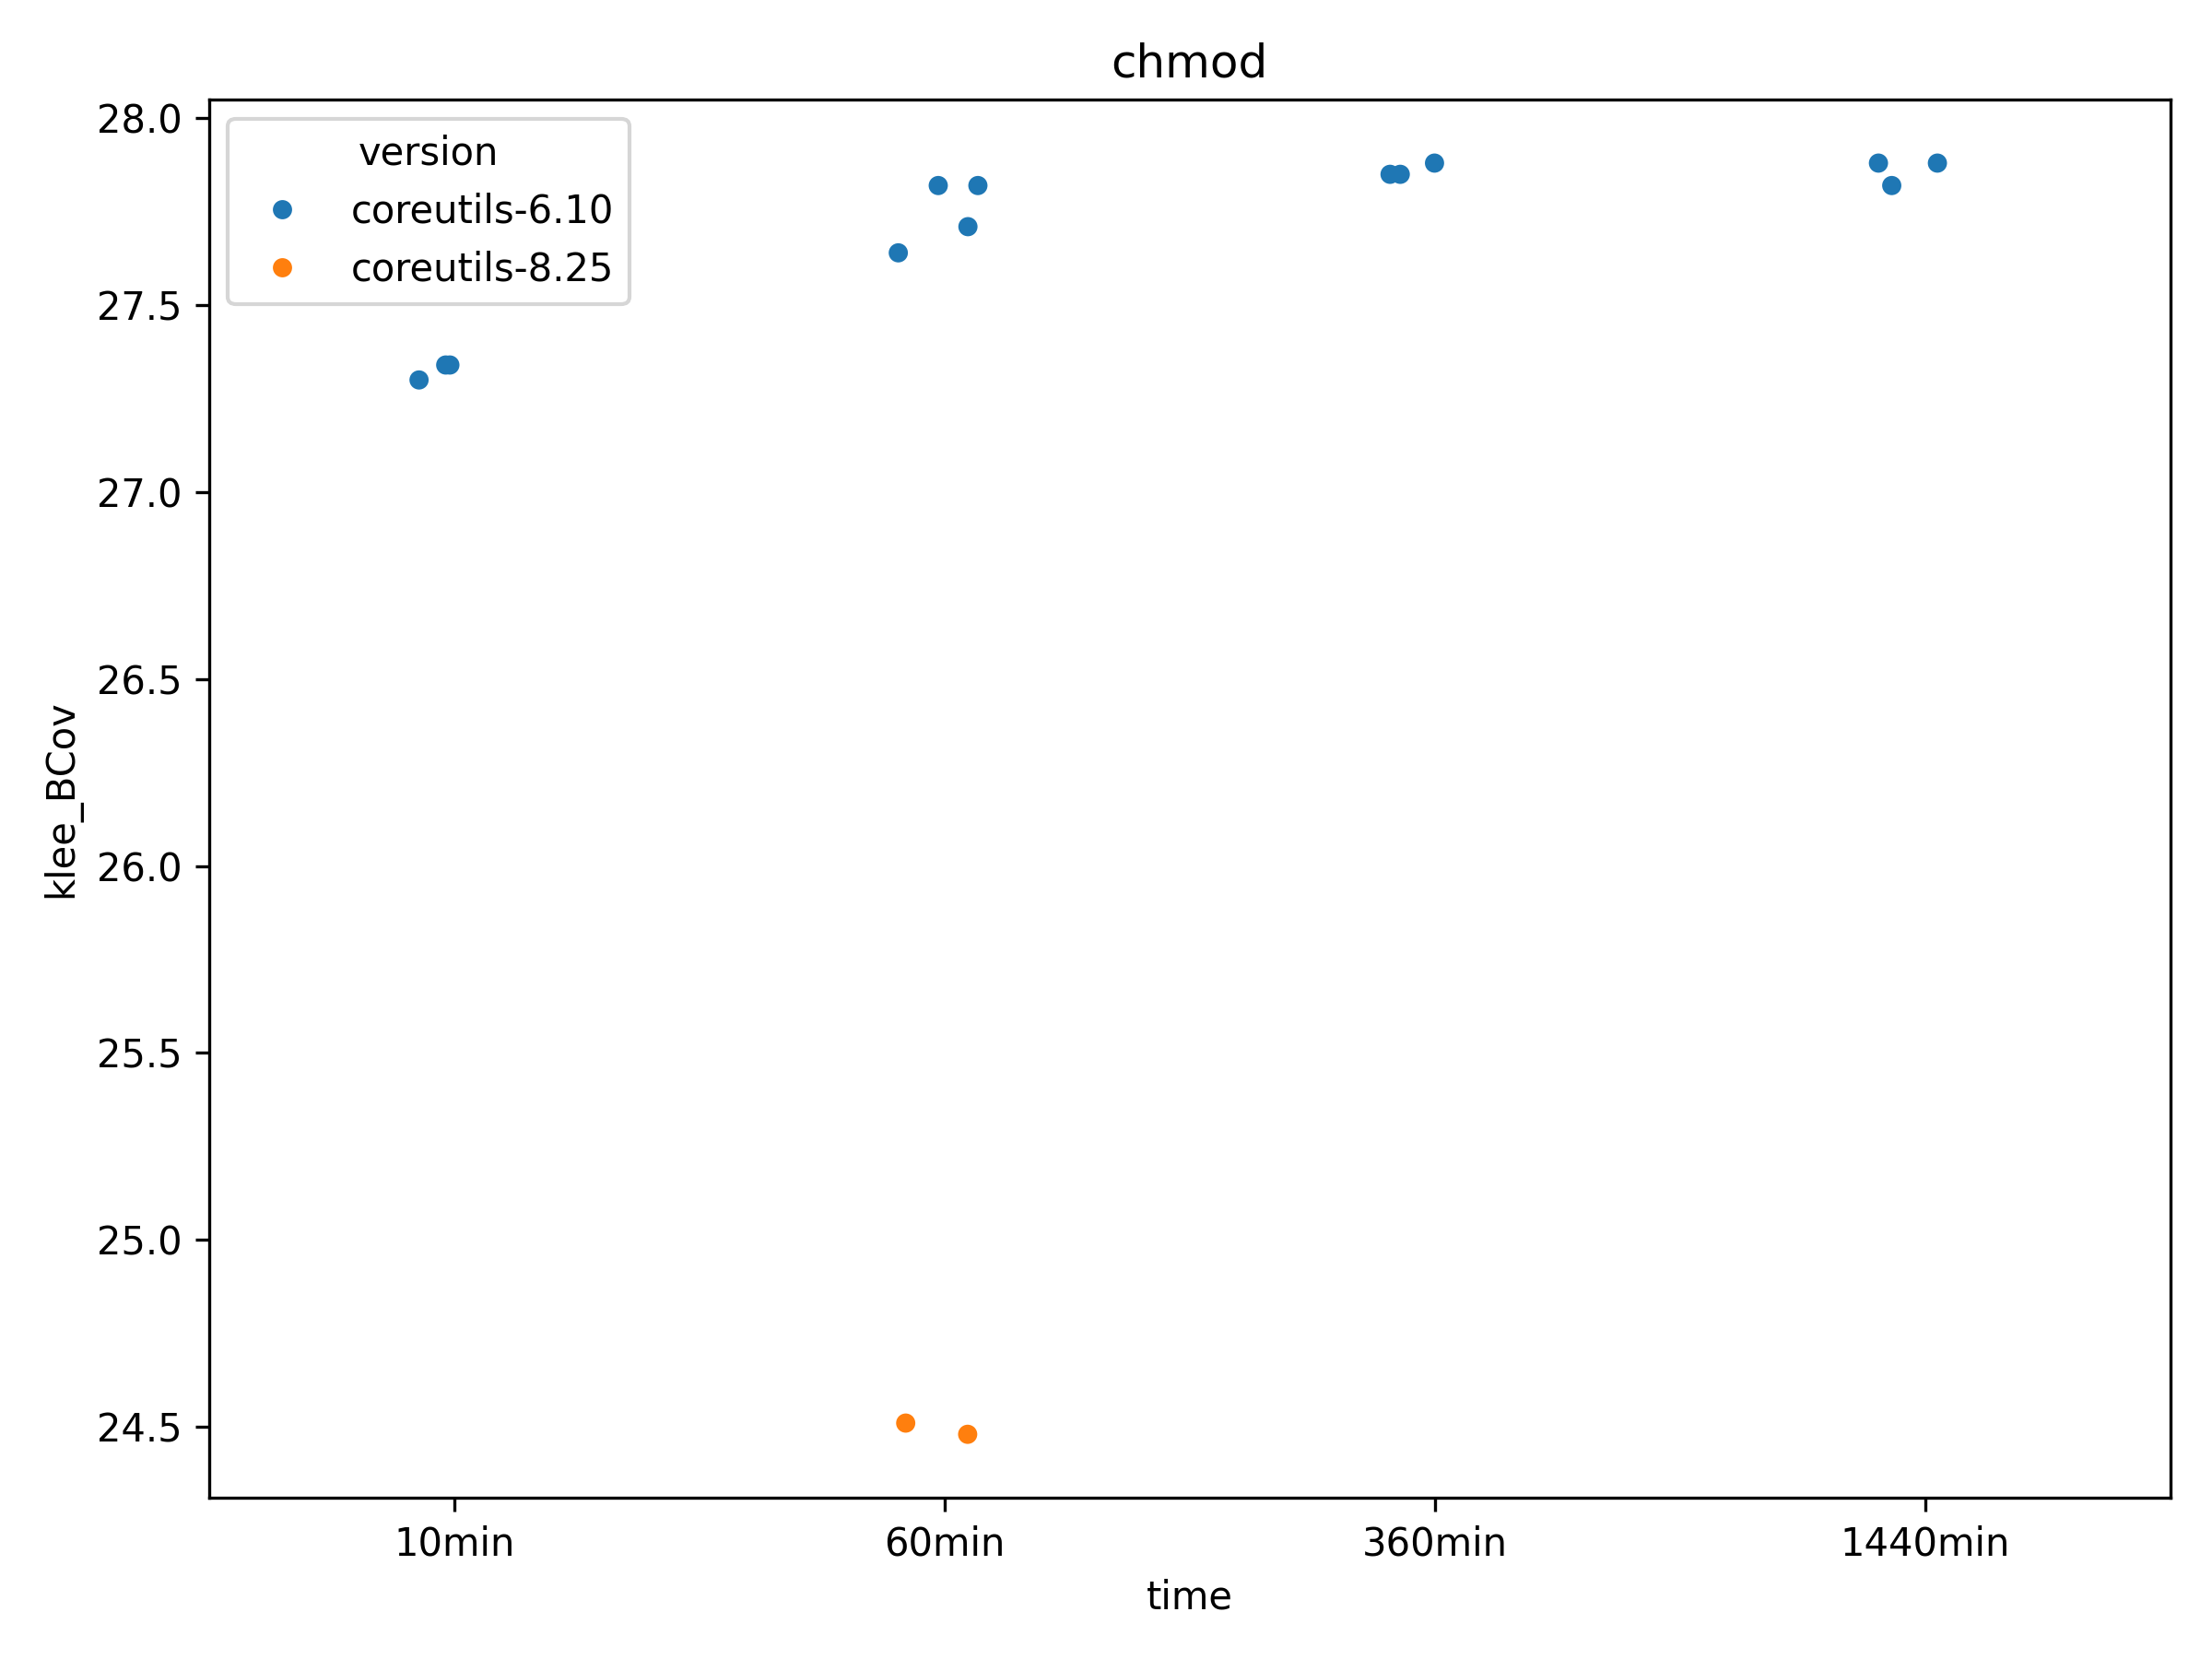 chmod
28.0
27.5
27.0
26.5
26.0
25.5
25.0
24.5
klee_BCov
version
coreutils-6.10
coreutils-8.25
10min 60min 360min 1440min
time